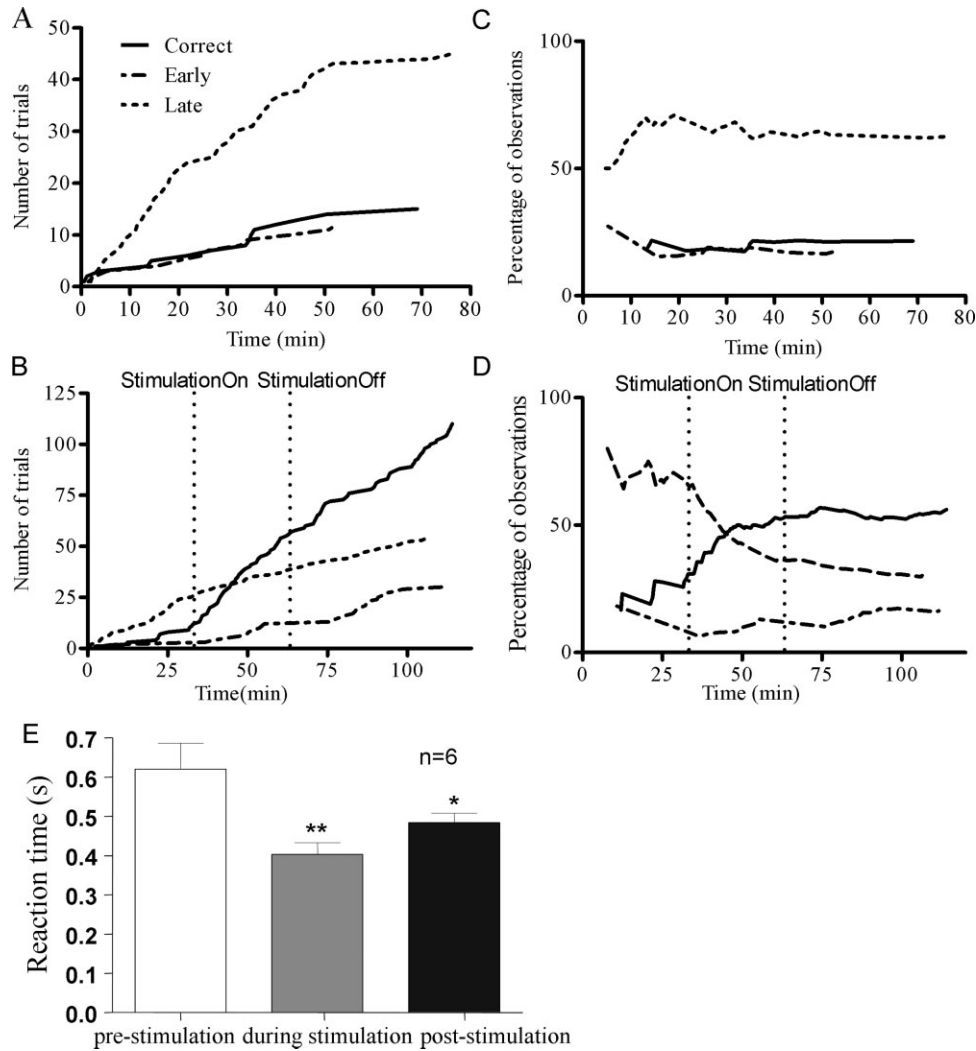 A
Number of trials
50
40
30
20
10
0
Correct
Early
Late
0 10 20 30 40 50 60 70 80
Time (min)
C
Percentage of observations
100
50
0
0 10 20 30 40 50 60 70 80
Time (min)
B
StimulationOn StimulationOff
Number of trials
125
100
75
50
25
0
0 25 50 75 100
Time(min)
D
StimulationOn StimulationOff
Percentage of observations
100
50
0
0 25 50 75 100
Time (min)
E
Reaction time (s)
0.7
0.6
0.5
0.4
0.3
0.2
0.1
0.0
n=6
**
*
pre-stimulation during stimulation post-stimulation